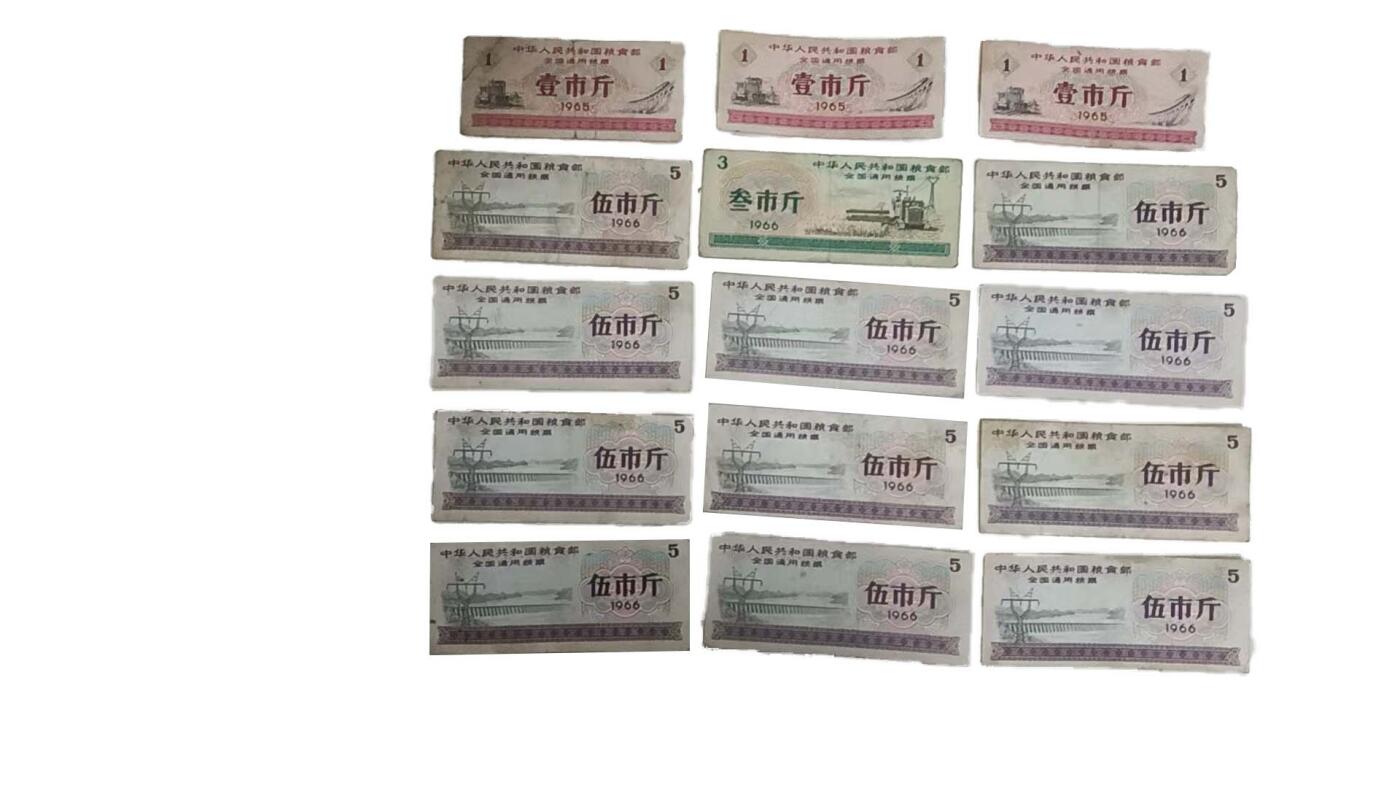 中华人民共和国粮食部
全国通用粮票
1 1
壹市斤
1965
中华人民共和国粮食部
全国通用粮票
1 1
壹市斤
1965
中华人民共和国粮食部
全国通用粮票
1 1
壹市斤
1965
中华人民共和国粮食部 5
全国通用粮票
伍市斤
1966
3 中华人民共和国粮食部
全国通用粮票
叁市斤
1966
中华人民共和国粮食部 5
全国通用粮票
伍市斤
1966
中华人民共和国粮食部 5
全国通用粮票
伍市斤
1966
中华人民共和国粮食部 5
全国通用粮票
伍市斤
1966
中华人民共和国粮食部 5
全国通用粮票
伍市斤
1966
中华人民共和国粮食部 5
全国通用粮票
伍市斤
1966
中华人民共和国粮食部 5
全国通用粮票
伍市斤
1966
中华人民共和国粮食部 5
全国通用粮票
伍市斤
1966
中华人民共和国粮食部 5
全国通用粮票
伍市斤
1966
中华人民共和国粮食部 5
全国通用粮票
伍市斤
1966
中华人民共和国粮食部 5
全国通用粮票
伍市斤
1966